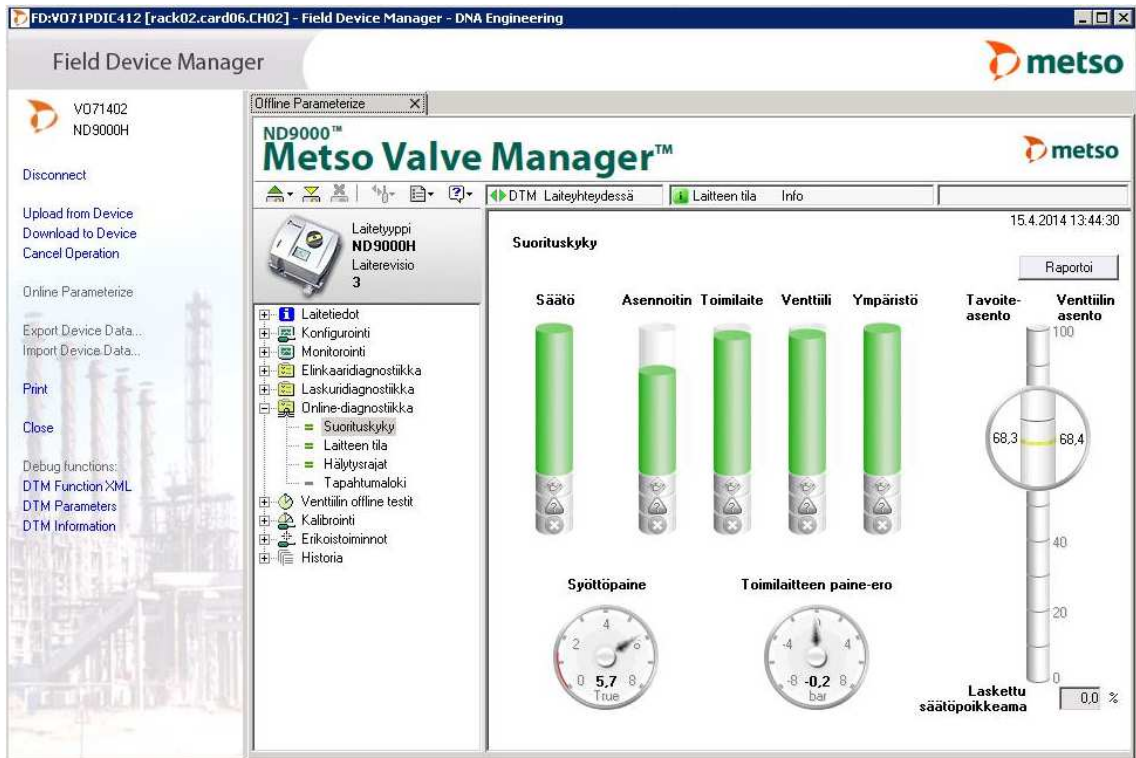 FD:VO71PDIC412 [rack02.card06.CH02] - Field Device Manager - DNA Engineering
Field Device Manager
metso
VO71402
ND9000H
Disconnect
Upload from Device
Download to Device
Cancel Operation
Online Parameterize
Export Device Data...
Import Device Data...
Print
Close
Debug functions:
DTM Function XML
DTM Parameters
DTM Information
Offline Parameterize
ND9000™
Metso Valve Manager™
metso
DTM Laiteyhteydessä
Laitteen tila Info
Laitetyyppi
ND9000H
Laiterevisio
3
Laitetiedot
Konfigurointi
Monitorointi
Elinkaaridiagnostiikka
Laskuridiagnostiikka
Online-diagnostiikka
Suorituskyky
Laitteen tila
Hälytysrajat
Tapahtumaloki
Venttiilin offline testit
Kalibrointi
Erikoistoiminnot
Historia
15.4.2014 13:44:30
Suorituskyky
Raportoi
Säätö Asennoitin Toimilaite Venttiili Ympäristö
Tavoite-asento
Venttiilin asento
100
68,3 68,4
40
20
0
Syöttöpaine
0 2 4 6 8
5,7
True
Toimilaitteen paine-ero
-8 -4 0 4 8
-0,2
bar
Laskettu
säätöpoikkeama 0,0 %